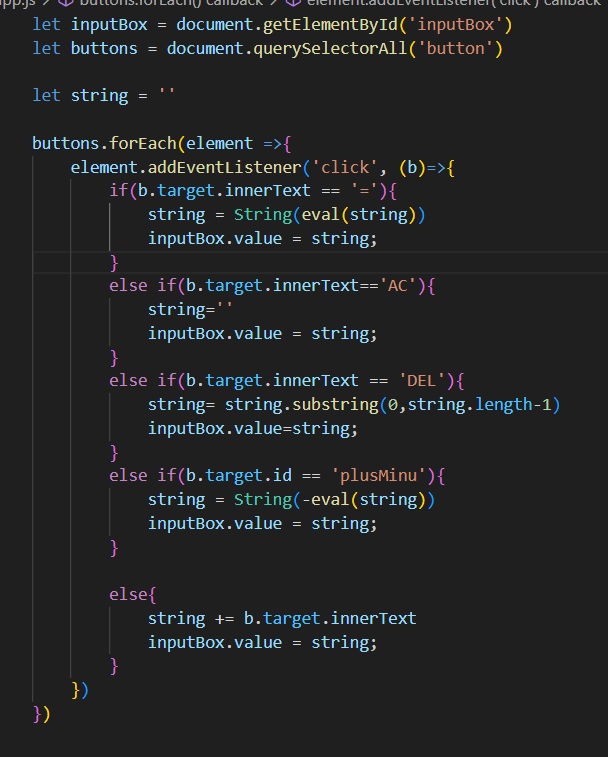 app.js > buttons.forEach() callback > element.addEventListener('click') callback
let inputBox = document.getElementById('inputBox')
let buttons = document.querySelectorAll('button')
let string = ''
buttons.forEach(element =>{
element.addEventListener('click', (b)=>{
if(b.target.innerText == '='){
string = String(eval(string))
inputBox.value = string;
}
else if(b.target.innerText=='AC'){
string=''
inputBox.value = string;
}
else if(b.target.innerText == 'DEL'){
string= string.substring(0,string.length-1)
inputBox.value=string;
}
else if(b.target.id == 'plusMinu'){
string = String(-eval(string))
inputBox.value = string;
}
else{
string += b.target.innerText
inputBox.value = string;
}
})
})